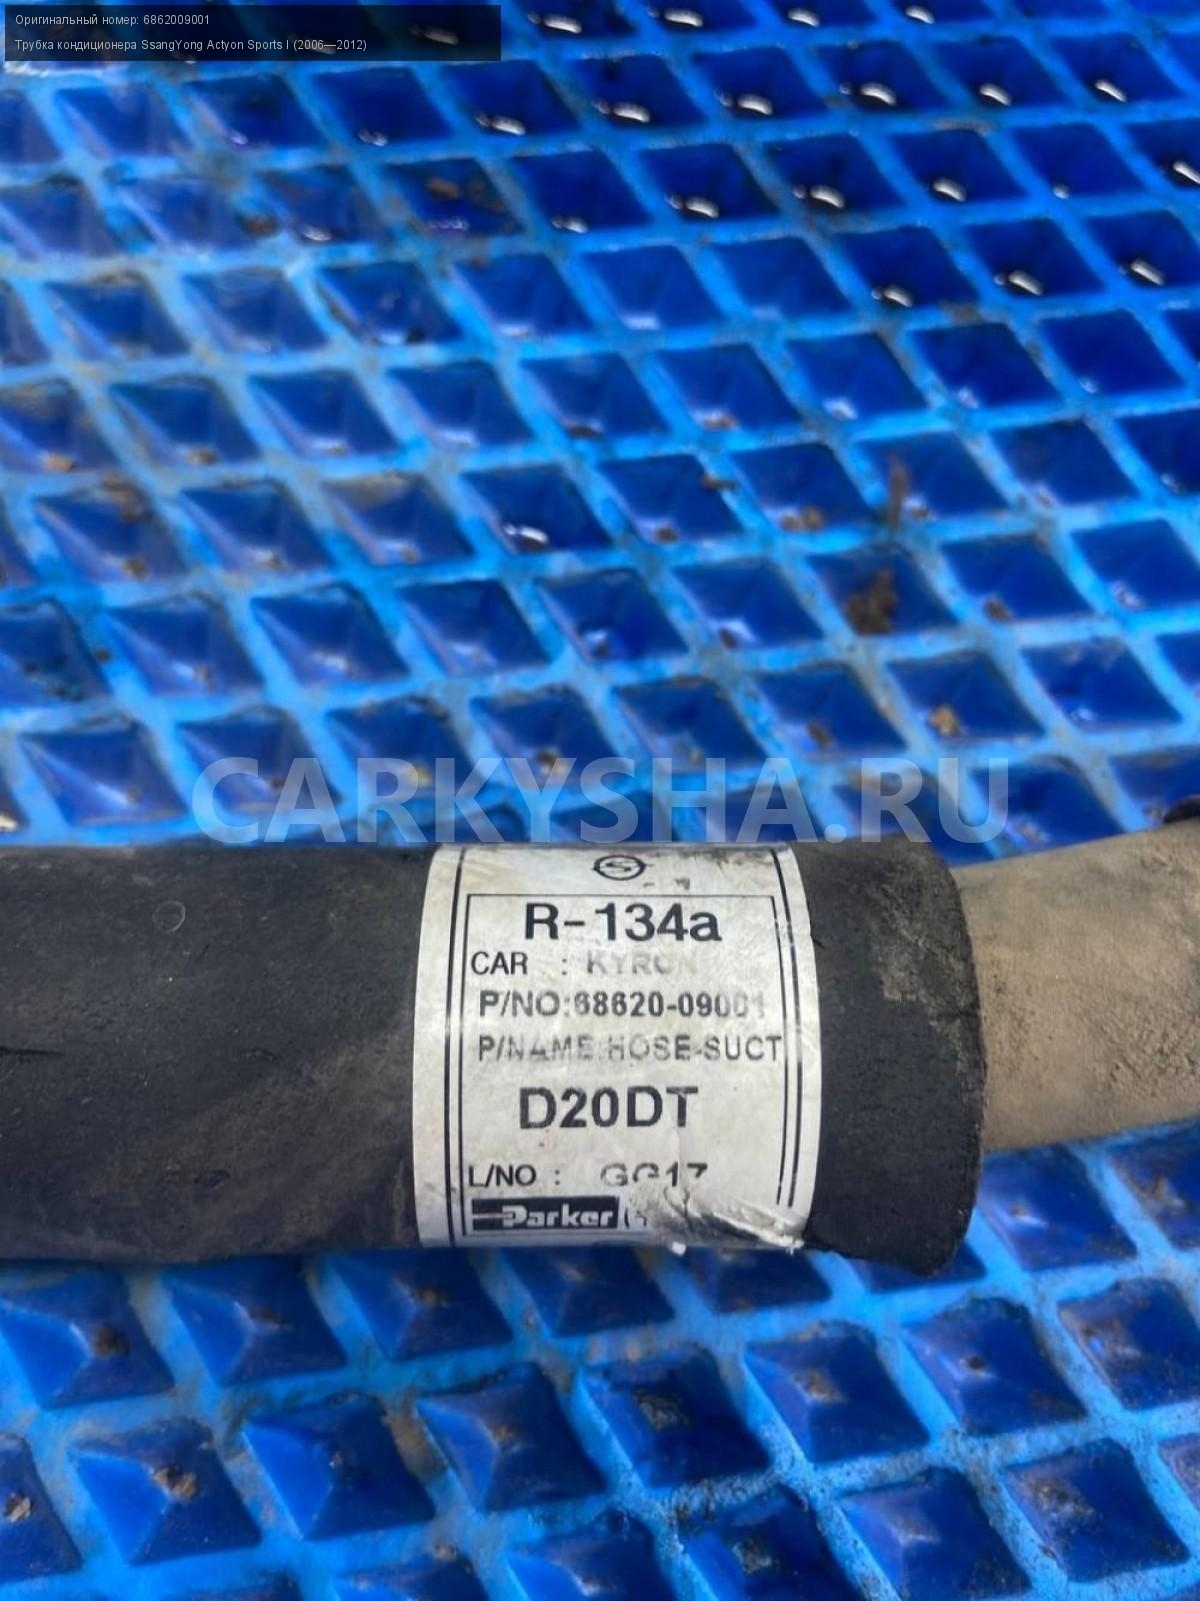 Оригинальный номер: 6862009001
Трубка кондиционера SsangYong Actyon Sports I (2006—2012)
CARKYSHA.RU
S
R-134a
CAR : KYRON
P/NO:68620-09001
P/NAME:HOSE-SUCT
D20DT
L/NO : GG17
Parker